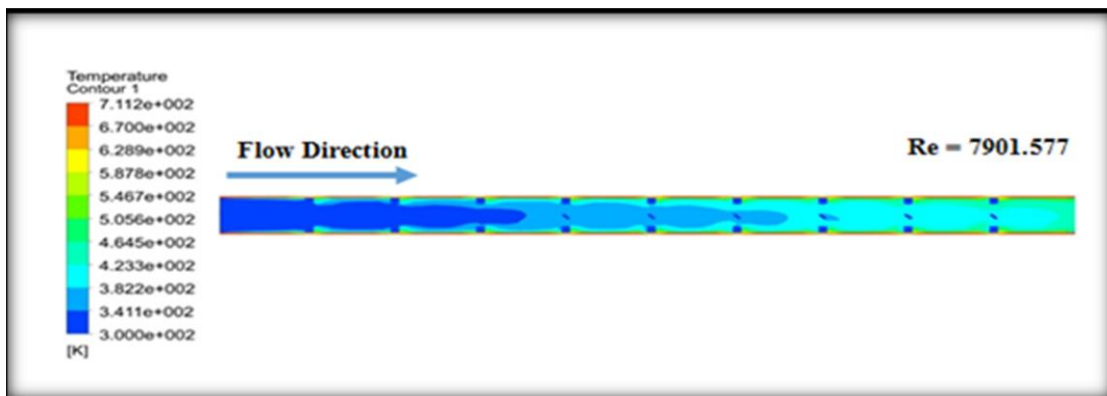 Temperature
Contour 1
7.112e+002
6.700e+002
6.289e+002
5.878e+002
5.467e+002
5.056e+002
4.645e+002
4.233e+002
3.822e+002
3.411e+002
3.000e+002
[K]
Flow Direction
Re = 7901.577